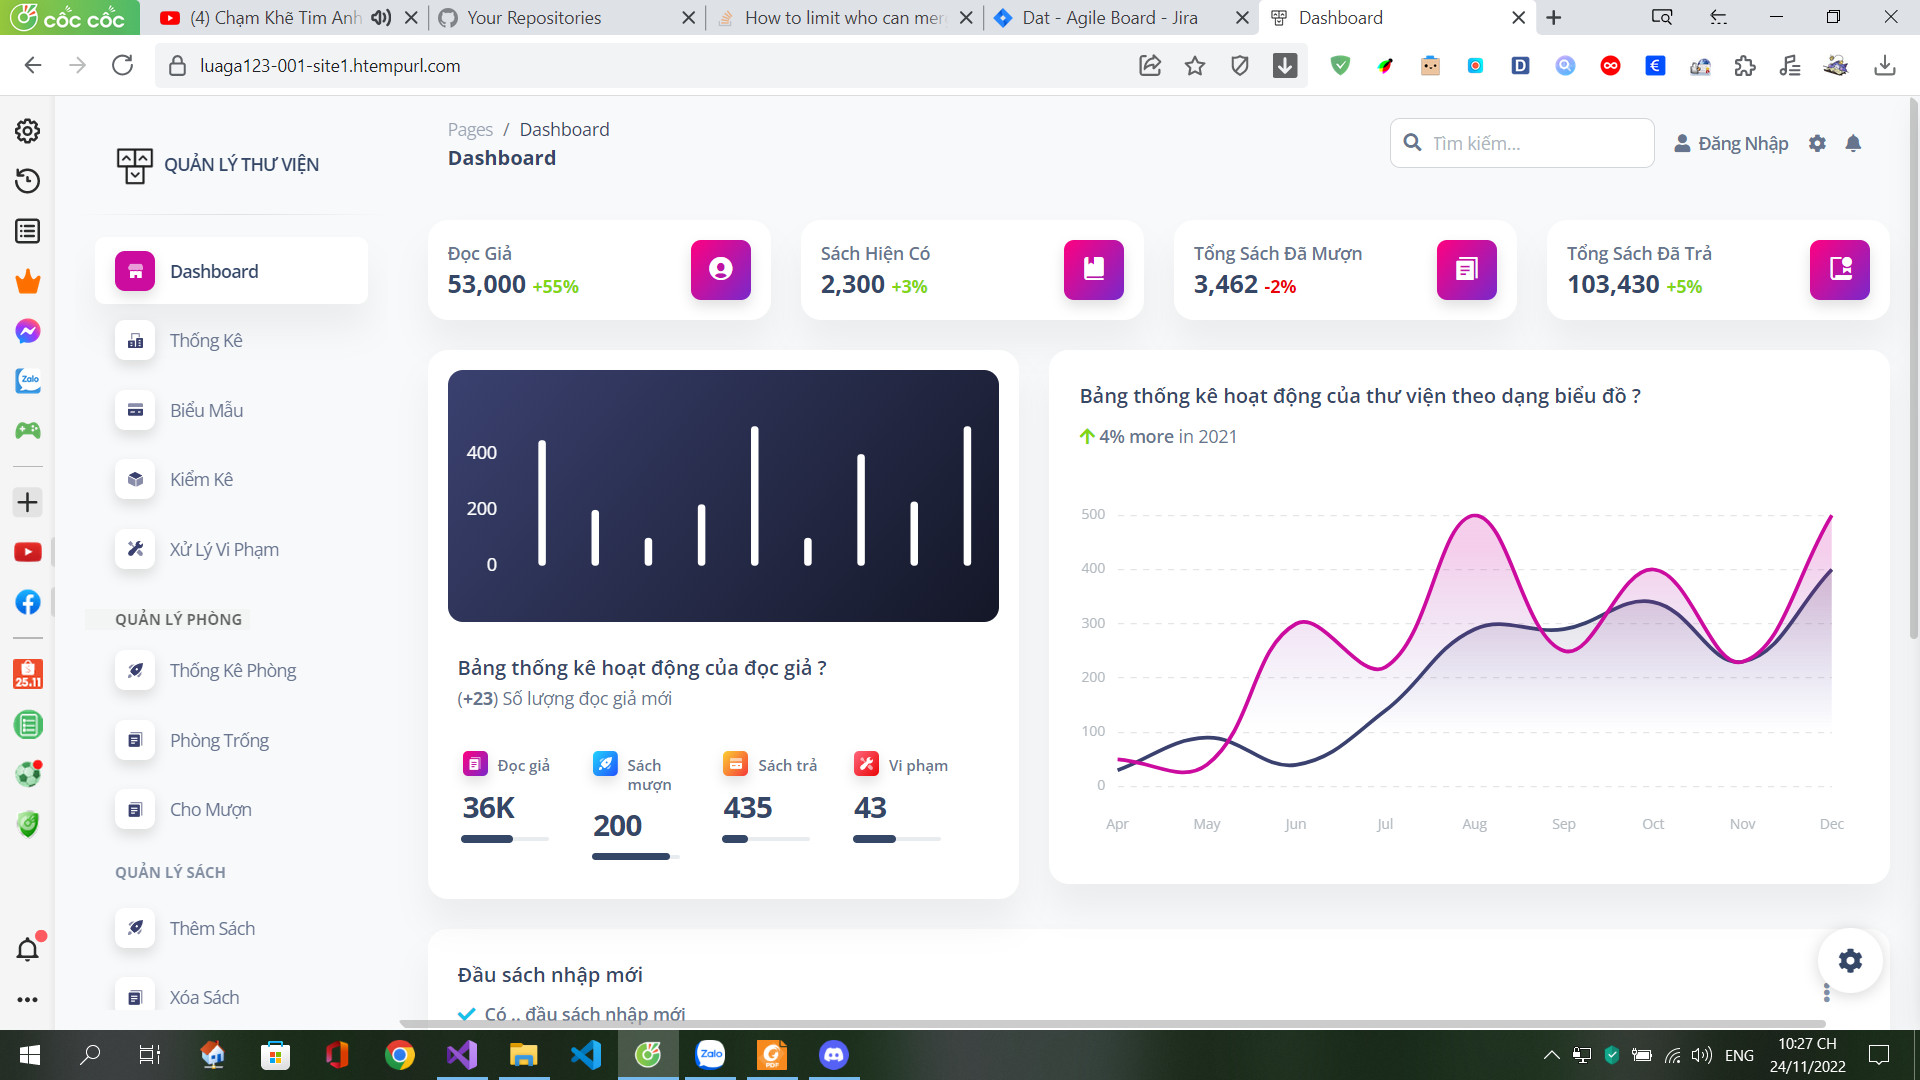 cốc cốc
(4) Chạm Khẽ Tim Anh
Your Repositories
How to limit who can mer
Dat - Agile Board - Jira
Dashboard
luaga123-001-site1.htempurl.com
QUẢN LÝ THƯ VIỆN
Dashboard
Thống Kê
Biểu Mẫu
Kiểm Kê
Xử Lý Vi Phạm
QUẢN LÝ PHÒNG
Thống Kê Phòng
Phòng Trống
Cho Mượn
QUẢN LÝ SÁCH
Thêm Sách
Xóa Sách
Zalo
25.11
Pages / Dashboard
Dashboard
Tìm kiếm...
Đăng Nhập
Đọc Giả
53,000 +55%
Sách Hiện Có
2,300 +3%
Tổng Sách Đã Mượn
3,462 -2%
Tổng Sách Đã Trả
103,430 +5%
400
200
0
Bảng thống kê hoạt động của đọc giả ?
(+23) Số lượng đọc giả mới
Đọc giả
36K
Sách
mượn
200
Sách trả
435
Vi phạm
43
Bảng thống kê hoạt động của thư viện theo dạng biểu đồ ?
4% more in 2021
500
400
300
200
100
0
Apr May Jun Jul Aug Sep Oct Nov Dec
Đầu sách nhập mới
Có .. đầu sách nhập mới
Zalo
PDF
ENG
10:27 CH
24/11/2022